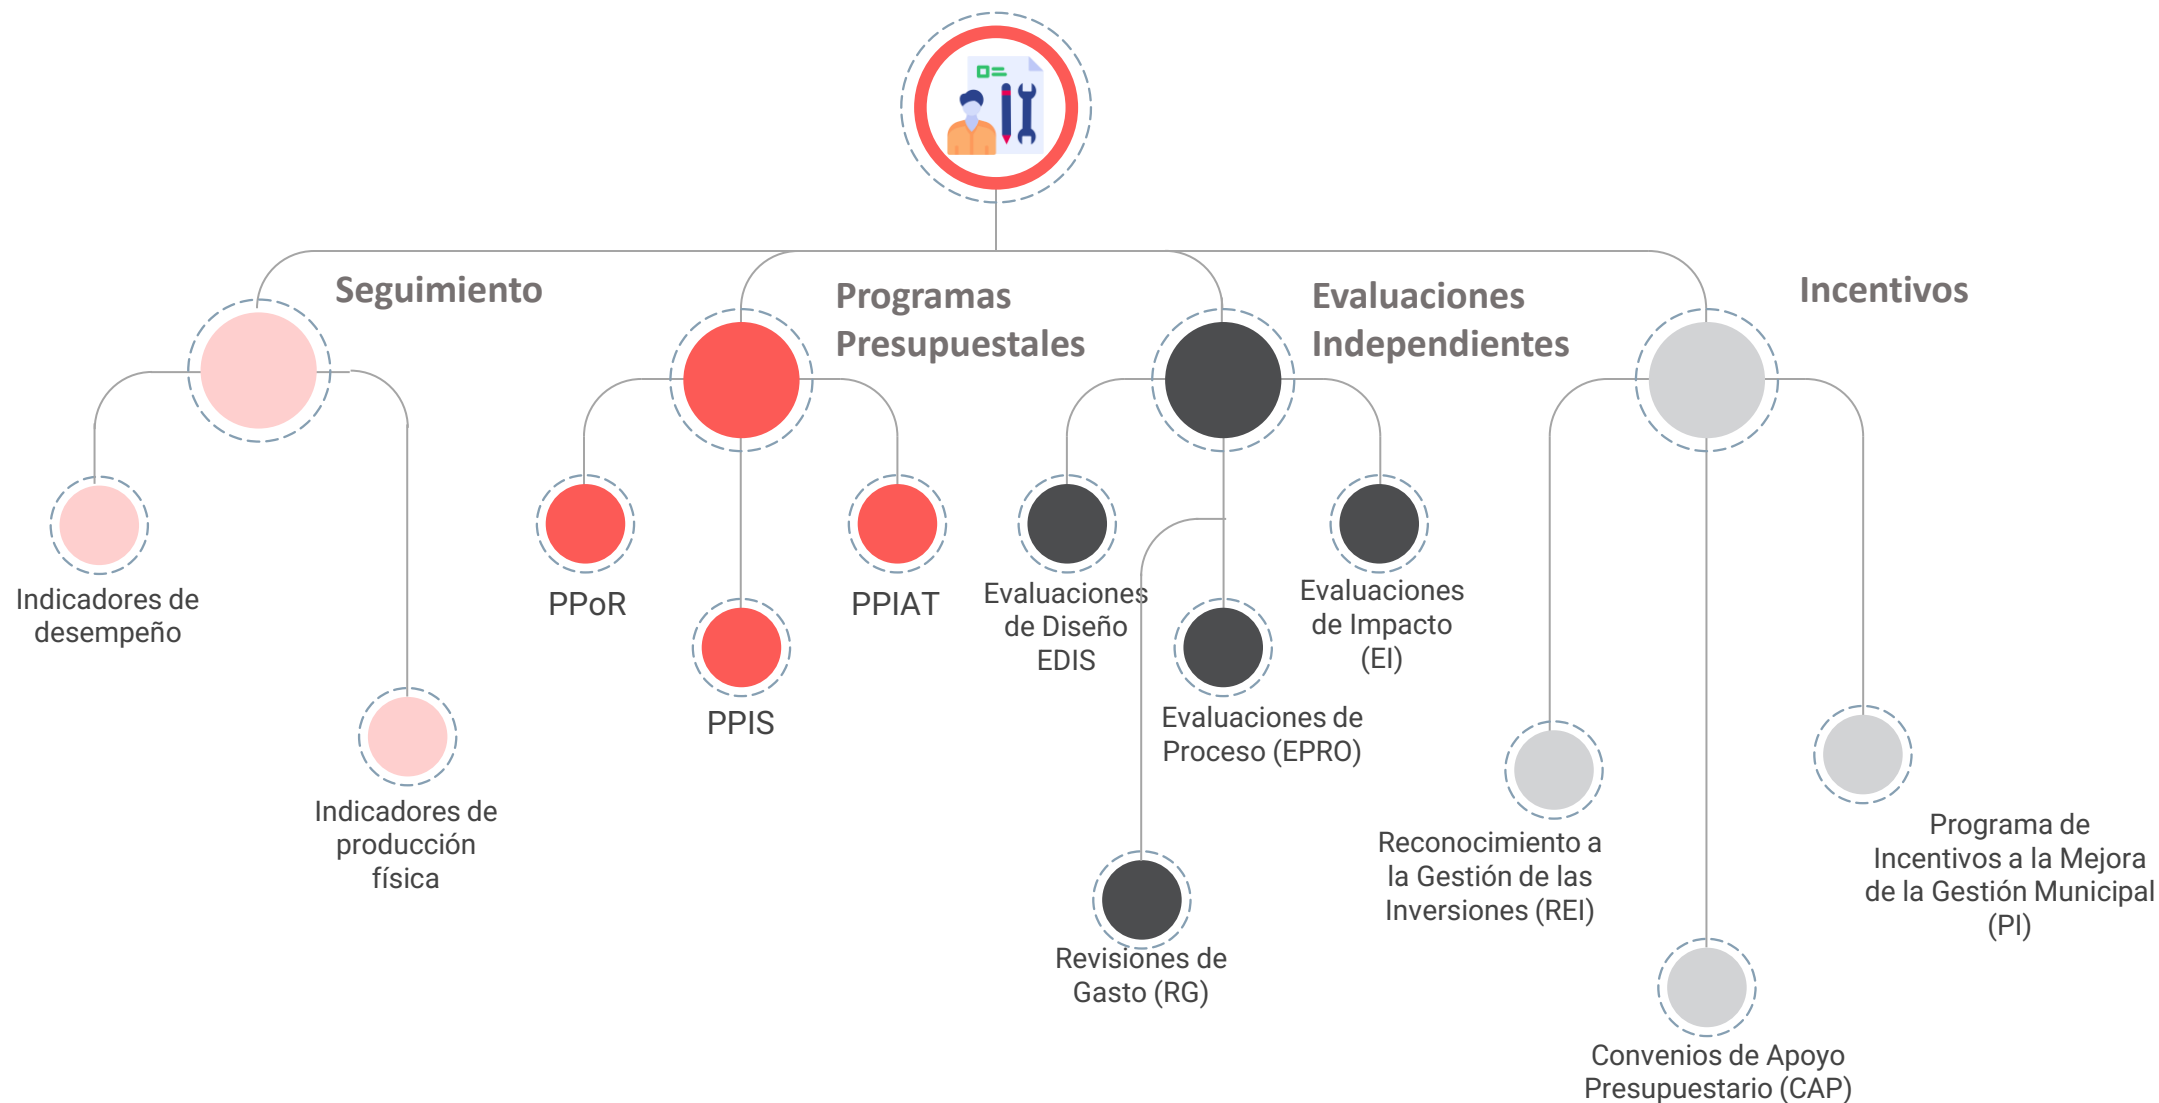 Seguimiento
Indicadores de
desempeño
Indicadores de
producción
física
Programas
Presupuestales
PPoR
PPIS
PPIAT
Evaluaciones
Independientes
Evaluaciones
de Diseño
EDIS
Evaluaciones de
Proceso (EPRO)
Evaluaciones
de Impacto
(EI)
Revisiones de
Gasto (RG)
Incentivos
Reconocimiento a
la Gestión de las
Inversiones (REI)
Convenios de Apoyo
Presupuestario (CAP)
Programa de
Incentivos a la Mejora
de la Gestión Municipal
(PI)